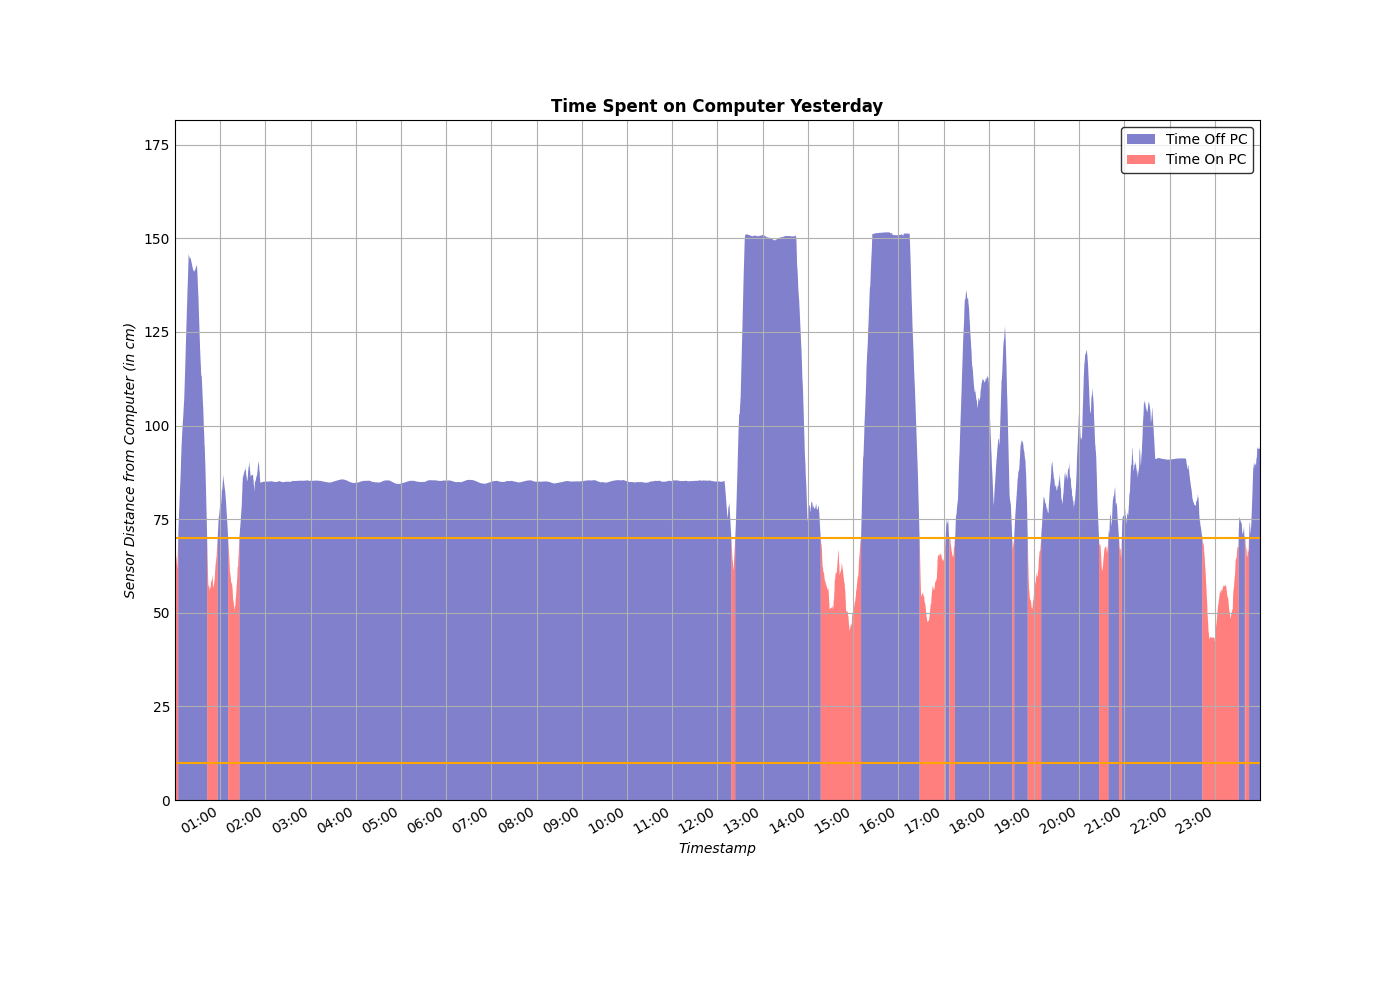 Time Spent on Computer Yesterday
Time Off PC
Time On PC
175
150
125
100
75
50
25
0
Sensor Distance from Computer (in cm)
01:00 02:00 03:00 04:00 05:00 06:00 07:00 08:00 09:00 10:00 11:00 12:00 13:00 14:00 15:00 16:00 17:00 18:00 19:00 20:00 21:00 22:00 23:00
Timestamp